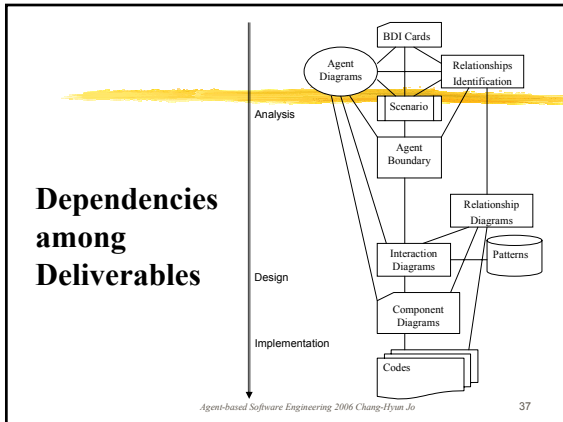 BDI Cards
Agent
Diagrams
Relationships
Identification
Scenario
Analysis
Agent
Boundary
Dependencies
among
Deliverables
Relationship
Diagrams
Interaction
Diagrams
Patterns
Design
Component
Diagrams
Implementation
Codes
Agent-based Software Engineering 2006 Chang-Hyun Jo
37